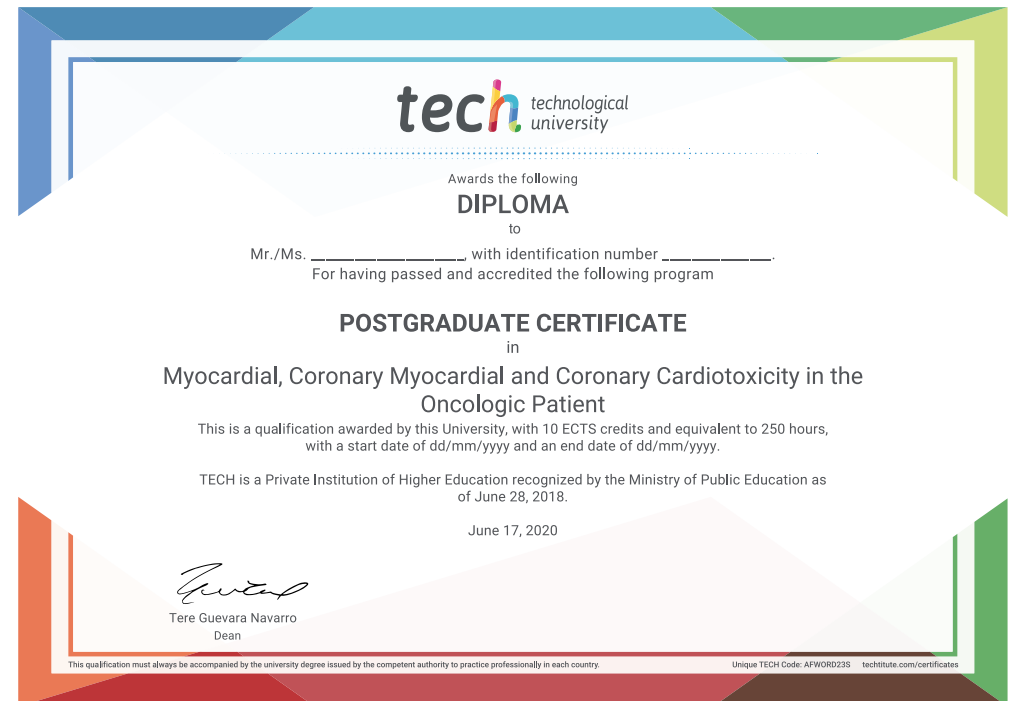 tech technological
university
Awards the following
DIPLOMA
to
Mr./Ms. ______________, with identification number __________.
For having passed and accredited the following program
POSTGRADUATE CERTIFICATE
in
Myocardial, Coronary Myocardial and Coronary Cardiotoxicity in the
Oncologic Patient
This is a qualification awarded by this University, with 10 ECTS credits and equivalent to 250 hours,
with a start date of dd/mm/yyyy and an end date of dd/mm/yyyy.
TECH is a Private Institution of Higher Education recognized by the Ministry of Public Education as
of June 28, 2018.
June 17, 2020
Tere Guevara Navarro
Dean
This qualification must always be accompanied by the university degree issued by the competent authority to practice professionally in each country.
Unique TECH Code: AFWORD23S techtitute.com/certificates